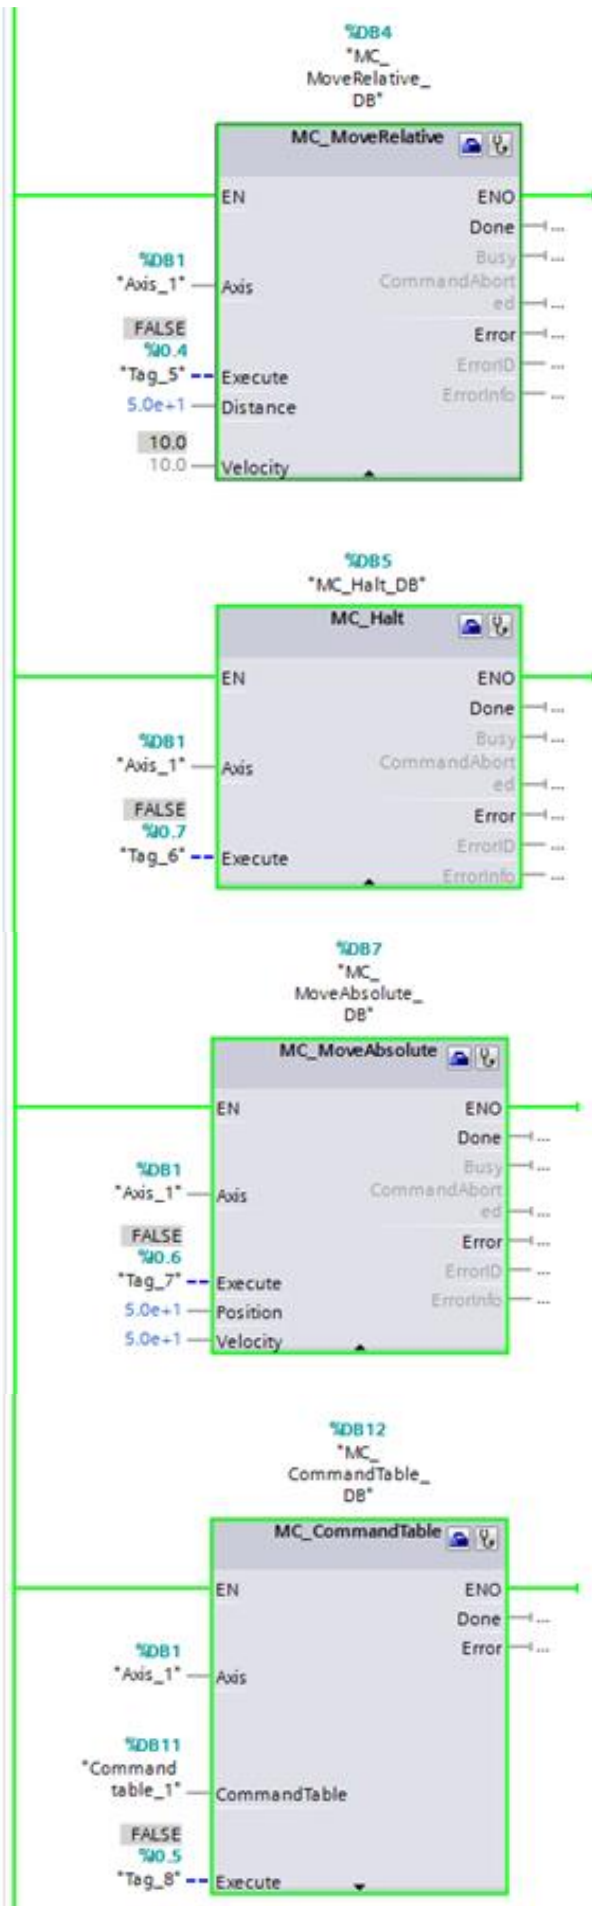 %DB4
"MC_
MoveRelative_
DB"
MC_MoveRelative
EN
ENO
Done
...
%DB1
Busy
...
"Axis_1"
Axis
CommandAbort
ed
...
FALSE
Error
...
%I0.4
ErrorID
...
"Tag_5"
Execute
ErrorInfo
...
5.0e+1
Distance
10.0
10.0
Velocity
%DB5
"MC_Halt_DB"
MC_Halt
EN
ENO
Done
...
%DB1
Busy
...
"Axis_1"
Axis
CommandAbort
ed
...
FALSE
Error
...
%I0.7
ErrorID
...
"Tag_6"
Execute
ErrorInfo
...
%DB7
"MC_
MoveAbsolute_
DB"
MC_MoveAbsolute
EN
ENO
Done
...
%DB1
Busy
...
"Axis_1"
Axis
CommandAbort
ed
...
FALSE
Error
...
%I0.6
ErrorID
...
"Tag_7"
Execute
ErrorInfo
...
5.0e+1
Position
5.0e+1
Velocity
%DB12
"MC_
CommandTable_
DB"
MC_CommandTable
EN
ENO
Done
...
%DB1
Error
...
"Axis_1"
Axis
%DB11
"Command
table_1"
CommandTable
FALSE
%I0.5
"Tag_8"
Execute